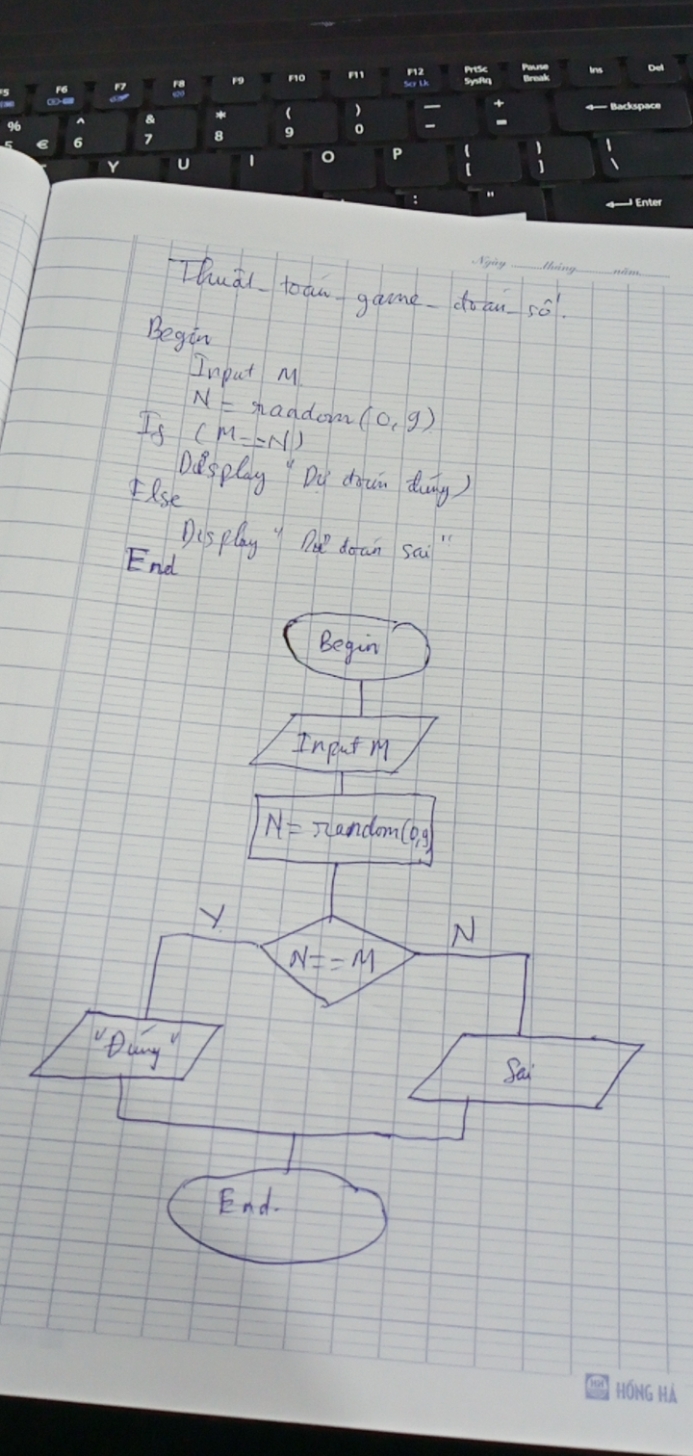 F5 F6 F7 F8 F9 F10 F11 F12 PrtSc Pause Ins Del
Scr Lk SysRq Break
% ^ & * ( ) — + ← Backspace
5 € 6 7 8 9 0 - =
Y U I O P { } |
[ ] \
: " ← Enter
Ngày tháng năm
Thuật toán game đoán số
Begin
Input M
N = random (0, 9)
If (M==N)
Display " Dự đoán đúng)
Else
Display " Dự đoán sai "
End
Begin
Input M
N = random(0,9)
Y N
N == M
"Đúng"
Sai
End.
HH HỒNG HÀ